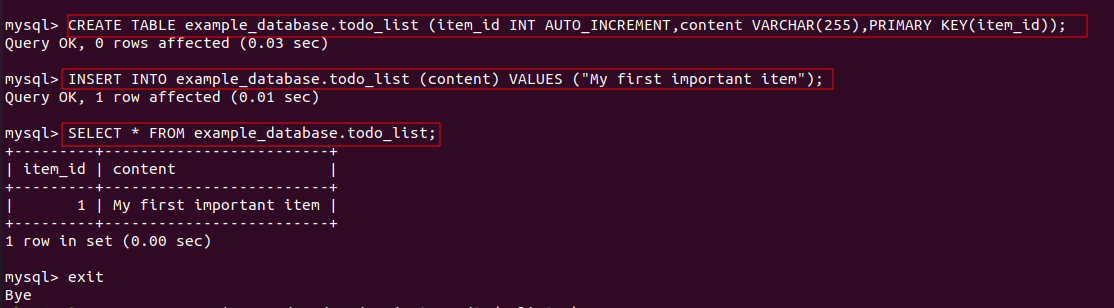 mysql> CREATE TABLE example_database.todo_list (item_id INT AUTO_INCREMENT,content VARCHAR(255),PRIMARY KEY(item_id));
Query OK, 0 rows affected (0.03 sec)
mysql> INSERT INTO example_database.todo_list (content) VALUES ("My first important item");
Query OK, 1 row affected (0.01 sec)
mysql> SELECT * FROM example_database.todo_list;
+---------+-------------------------+
| item_id | content                 |
+---------+-------------------------+
|       1 | My first important item |
+---------+-------------------------+
1 row in set (0.00 sec)
mysql> exit
Bye